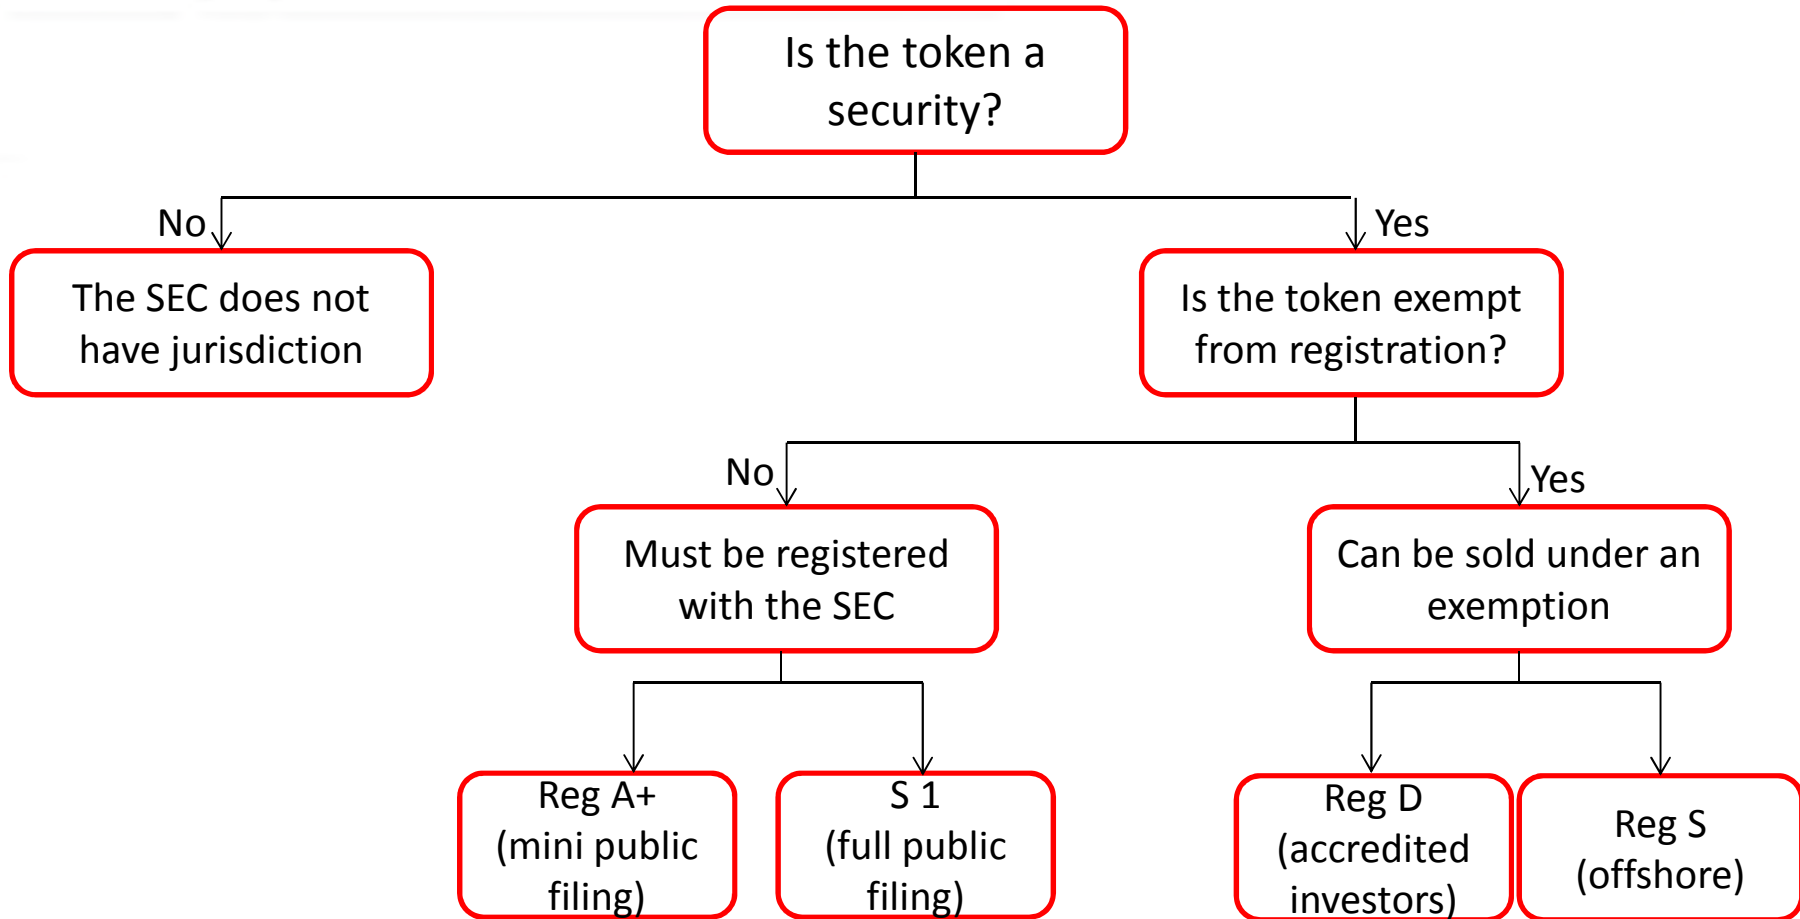 Is the token a
security?
No
Yes
The SEC does not
have jurisdiction
Is the token exempt
from registration?
No
Yes
Must be registered
with the SEC
Can be sold under an
exemption
Reg A+
(mini public
filing)
S 1
(full public
filing)
Reg D
(accredited
investors)
Reg S
(offshore)